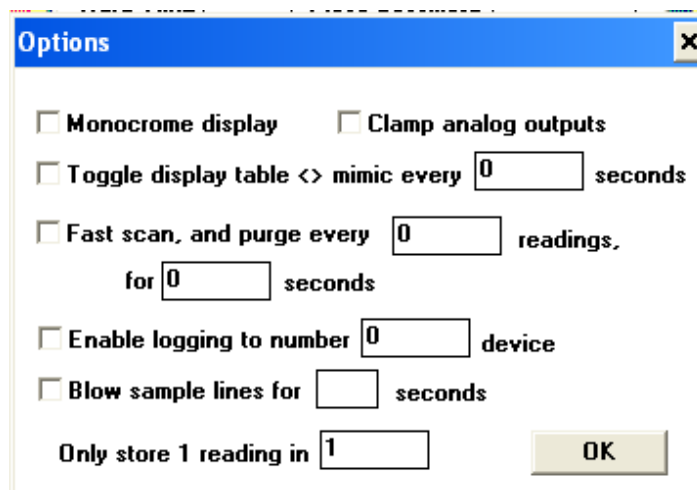 Options
Monocrome display Clamp analog outputs
Toggle display table <> mimic every 0 seconds
Fast scan, and purge every 0 readings,
for 0 seconds
Enable logging to number 0 device
Blow sample lines for seconds
Only store 1 reading in 1 OK